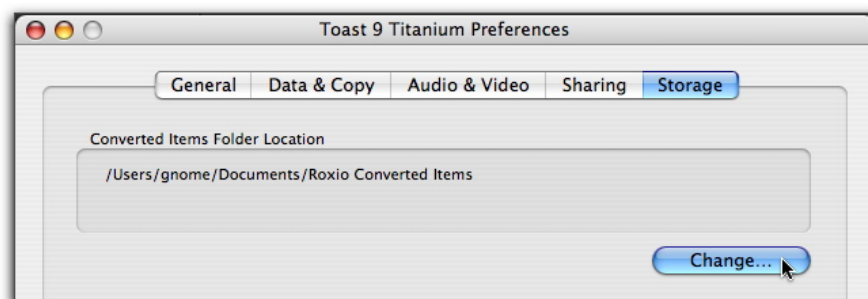 Toast 9 Titanium Preferences
General Data & Copy Audio & Video Sharing Storage
Converted Items Folder Location
/Users/gnome/Documents/Roxio Converted Items
Change...